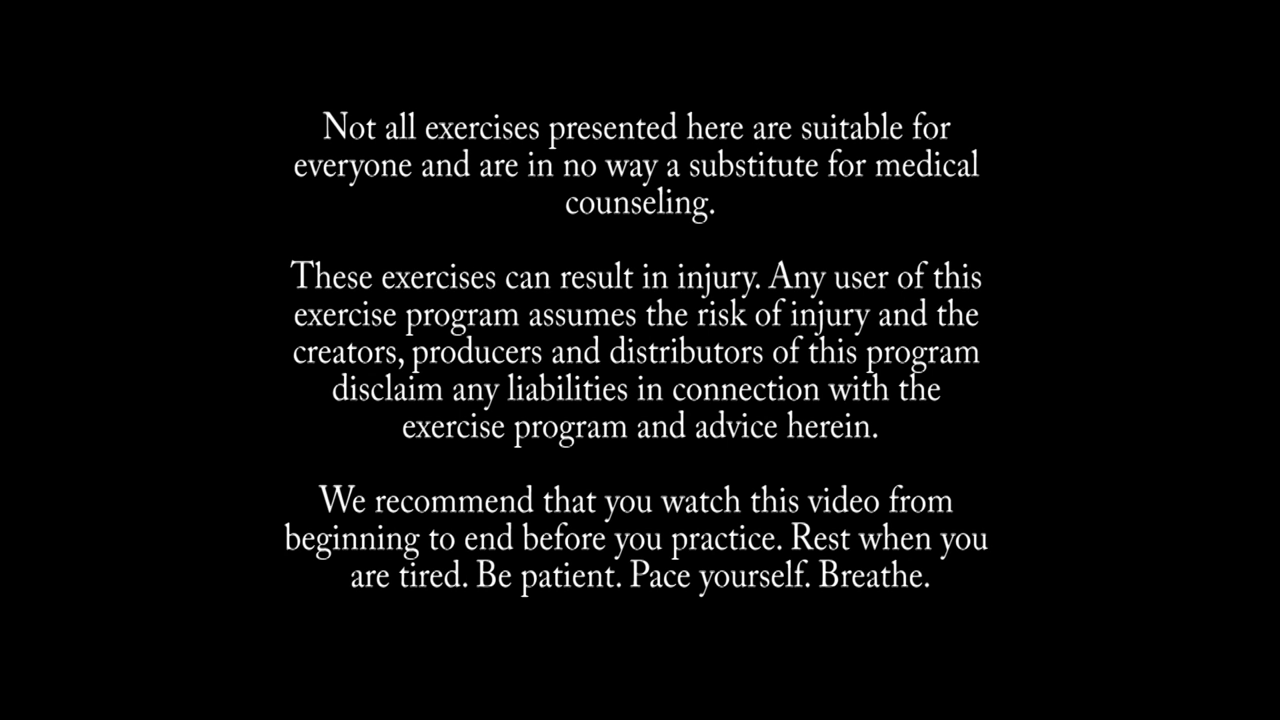 Not all exercises presented here are suitable for
everyone and are in no way a substitute for medical
counseling.
These exercises can result in injury. Any user of this
exercise program assumes the risk of injury and the
creators, producers and distributors of this program
disclaim any liabilities in connection with the
exercise program and advice herein.
We recommend that you watch this video from
beginning to end before you practice. Rest when you
are tired. Be patient. Pace yourself. Breathe.